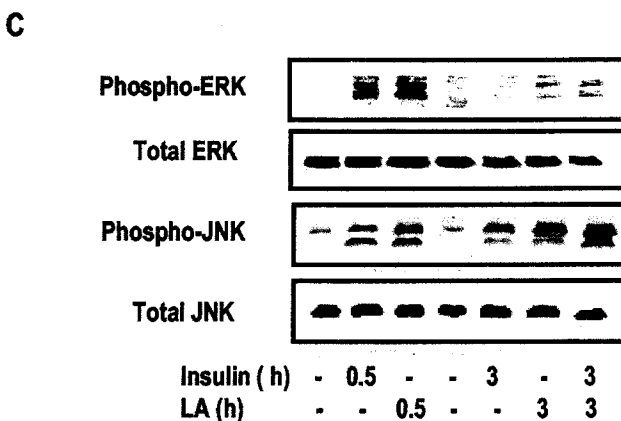 C
Phospho-ERK
Total ERK
Phospho-JNK
Total JNK
Insulin ( h) - 0.5 - - 3 - 3
LA (h) - - 0.5 - - 3 3